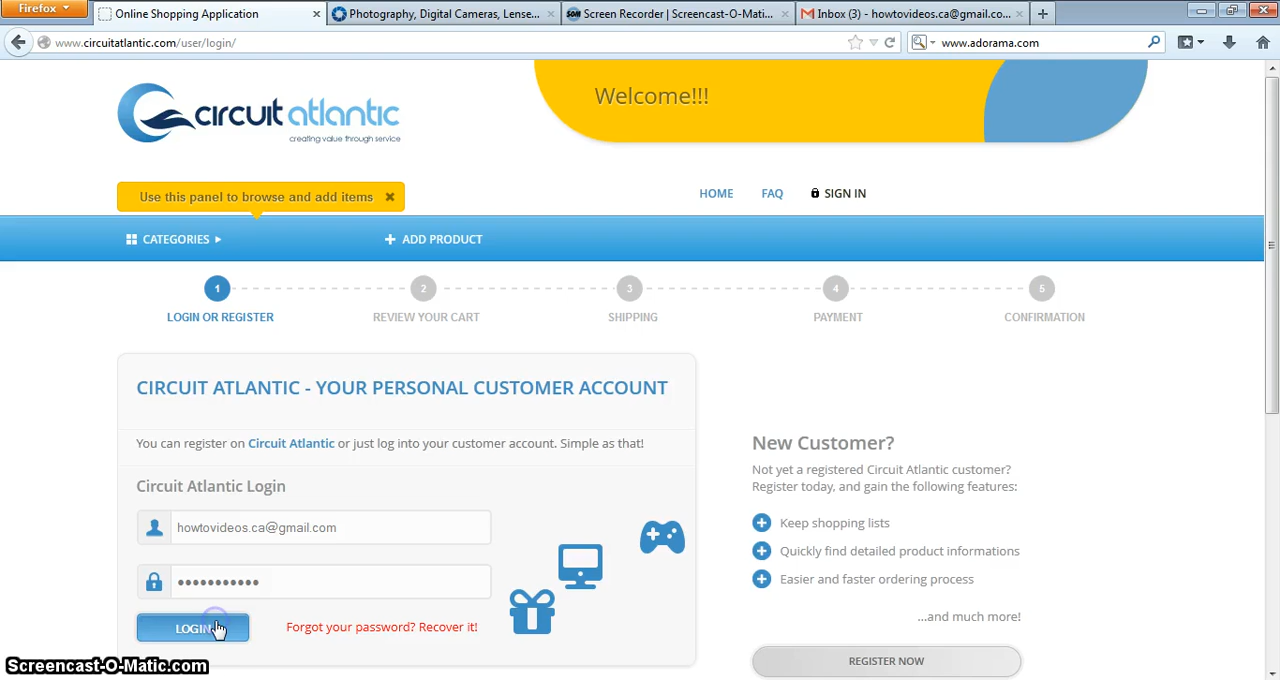 Firefox
Online Shopping Application
Photography, Digital Cameras, Lense...
Screen Recorder | Screencast-O-Mati...
Inbox (3) - howtovideos.ca@gmail.co...
www.circuitatlantic.com/user/login/
www.adorama.com
circuit atlantic
creating value through service
Welcome!!!
Use this panel to browse and add items
HOME
FAQ
SIGN IN
CATEGORIES
ADD PRODUCT
1
2
3
4
5
LOGIN OR REGISTER
REVIEW YOUR CART
SHIPPING
PAYMENT
CONFIRMATION
CIRCUIT ATLANTIC - YOUR PERSONAL CUSTOMER ACCOUNT
You can register on Circuit Atlantic or just log into your customer account. Simple as that!
Circuit Atlantic Login
howtovideos.ca@gmail.com
LOGIN
Forgot your password? Recover it!
New Customer?
Not yet a registered Circuit Atlantic customer?
Register today, and gain the following features:
Keep shopping lists
Quickly find detailed product informations
Easier and faster ordering process
...and much more!
REGISTER NOW
Screencast-O-Matic.com